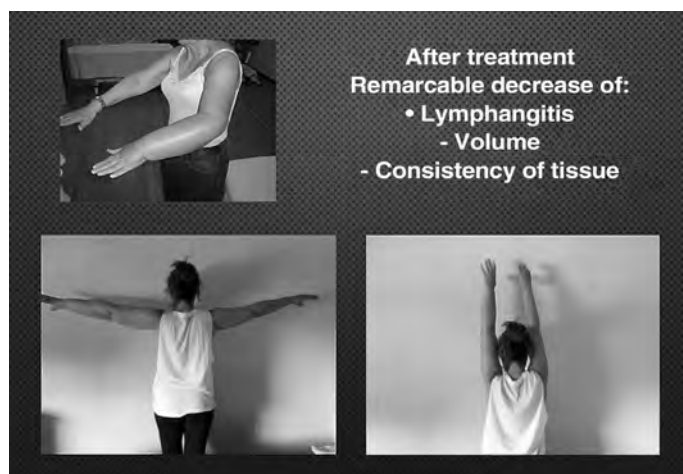 After treatment
Remarcable decrease of:
• Lymphangitis
- Volume
- Consistency of tissue